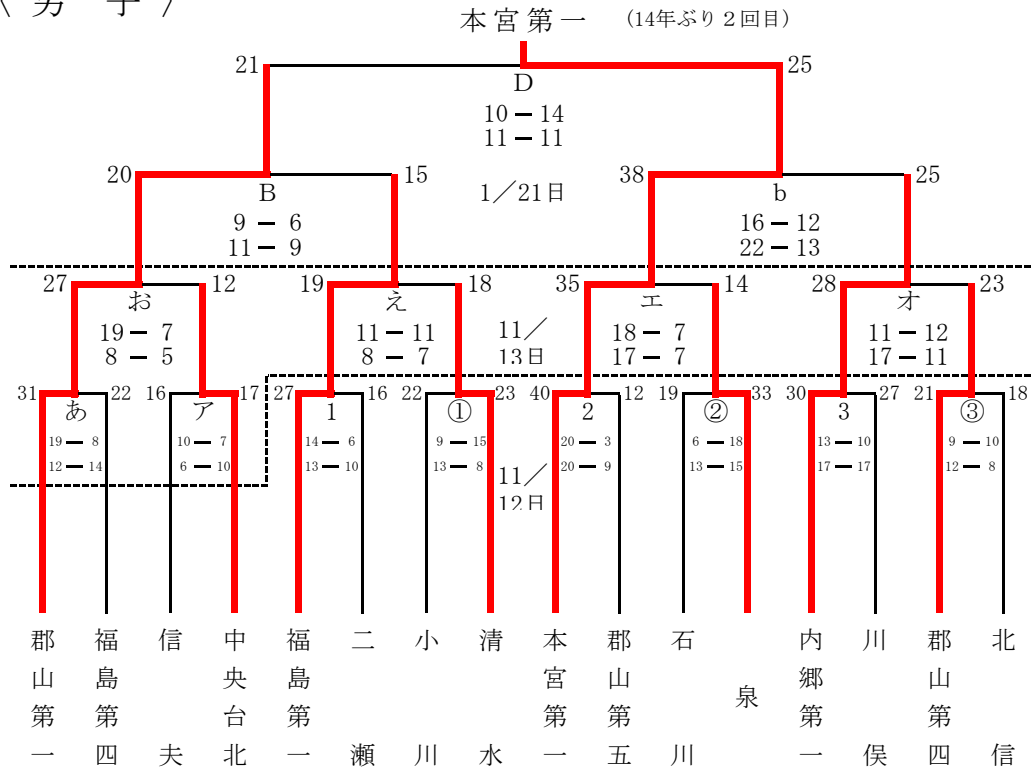 〈 男 子 〉
本宮第一 (14年ぶり２回目)
21 25
D
10 ー 14
11 ー 11
20 15 38 25
B 1／21日 b
9 ー 6 16 ー 12
11 ー 9 22 ー 13
27 12 19 18 35 14 28 23
お え エ オ
19 ー 7 11 ー 11 11／ 18 ー 7 11 ー 12
8 ー 5 8 ー 7 13日 17 ー 7 17 ー 11
31 22 16 17 27 16 22 23 40 12 19 33 30 27 21 18
あ ア 1 ① 2 ② 3 ③
19 ー 8 10 ー 7 14 ー 6 9 ー 15 20 ー 3 6 ー 18 13 ー 10 9 ー 10
12 ー 14 6 ー 10 13 ー 10 13 ー 8 20 ー 9 13 ー 15 17 ー 17 12 ー 8
11／
12日
郡山第一
福島第四
信夫
中央台北
福島第一
二瀬
小川
清水
本宮第一
郡山第五
石川
泉
内郷第一
川俣
郡山第四
北信